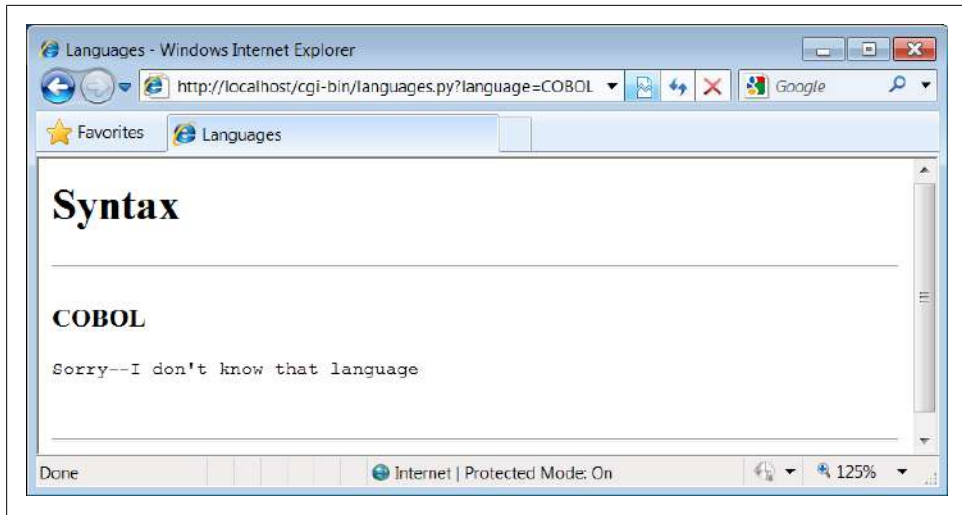 Languages - Windows Internet Explorer
http://localhost/cgi-bin/languages.py?language=COBOL
Google
Favorites
Languages
Syntax
COBOL
Sorry--I don't know that language
Done
Internet | Protected Mode: On
125%